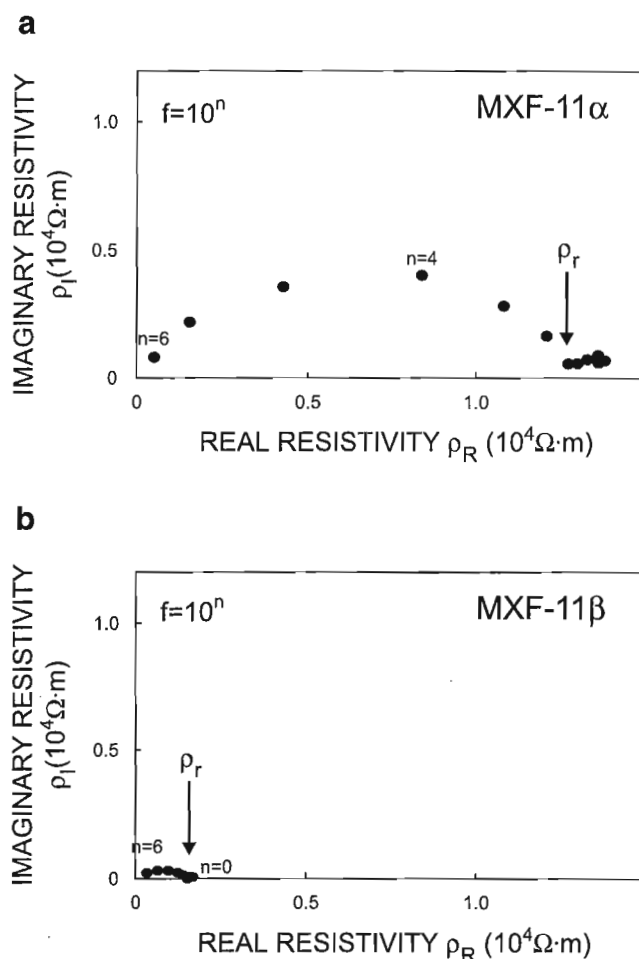 a
IMAGINARY RESISTIVITY
ρI(10⁴Ω·m)
1.0
0.5
0
f=10ⁿ
MXF-11α
n=4
n=6
ρr
0
0.5
1.0
REAL RESISTIVITY ρR (10⁴Ω·m)
b
IMAGINARY RESISTIVITY
ρI(10⁴Ω·m)
1.0
0.5
0
f=10ⁿ
MXF-11β
ρr
n=6
n=0
0
0.5
1.0
REAL RESISTIVITY ρR (10⁴Ω·m)